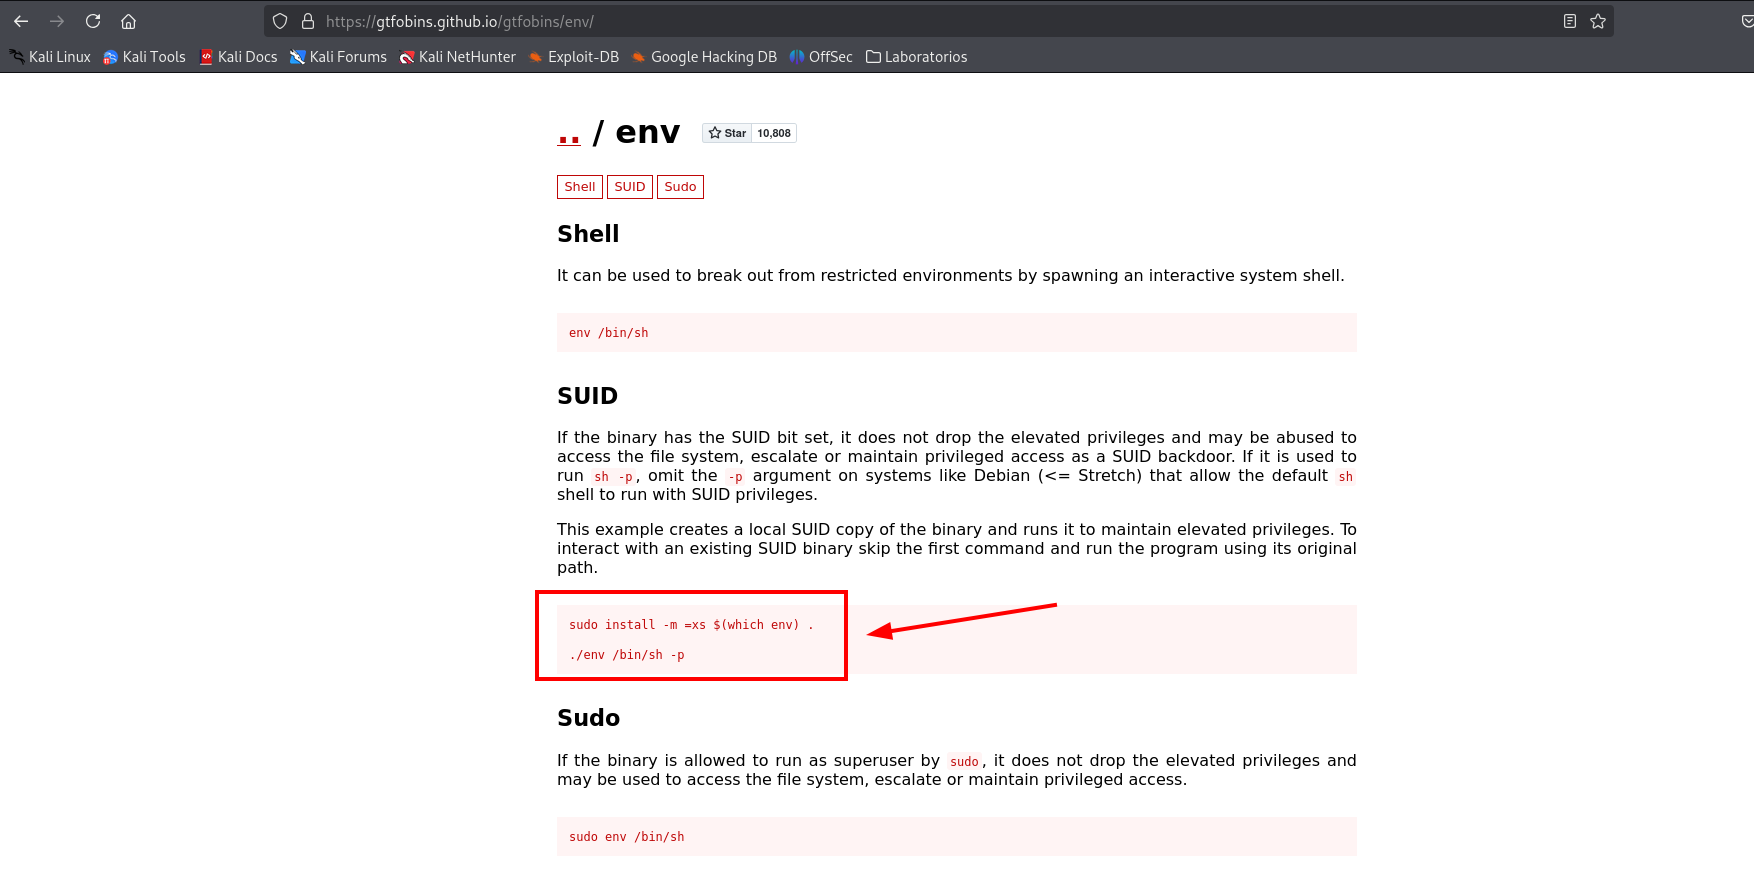 https://gtfobins.github.io/gtfobins/env/
Kali Linux Kali Tools Kali Docs Kali Forums Kali NetHunter Exploit-DB Google Hacking DB OffSec Laboratorios
.. / env Star 10,808
Shell SUID Sudo
Shell
It can be used to break out from restricted environments by spawning an interactive system shell.
env /bin/sh
SUID
If the binary has the SUID bit set, it does not drop the elevated privileges and may be abused to
access the file system, escalate or maintain privileged access as a SUID backdoor. If it is used to
run sh -p, omit the -p argument on systems like Debian (<= Stretch) that allow the default sh
shell to run with SUID privileges.
This example creates a local SUID copy of the binary and runs it to maintain elevated privileges. To
interact with an existing SUID binary skip the first command and run the program using its original
path.
sudo install -m =xs $(which env) .
./env /bin/sh -p
Sudo
If the binary is allowed to run as superuser by sudo, it does not drop the elevated privileges and
may be used to access the file system, escalate or maintain privileged access.
sudo env /bin/sh